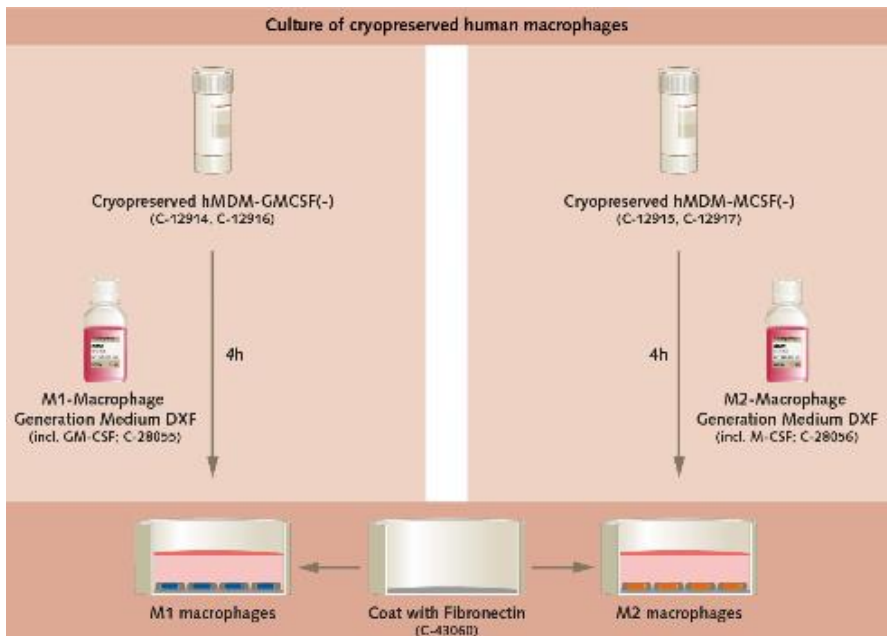 Culture of cryopreserved human macrophages
Cryopreserved hMDM-GMCSF(-)
(C-12914, C-12916)
Cryopreserved hMDM-MCSF(-)
(C-12915, C-12917)
4h
M1-Macrophage
Generation Medium DXF
(incl. GM-CSF; C-28055)
4h
M2-Macrophage
Generation Medium DXF
(incl. M-CSF; C-28056)
M1 macrophages
Coat with Fibronectin
(C-43060)
M2 macrophages